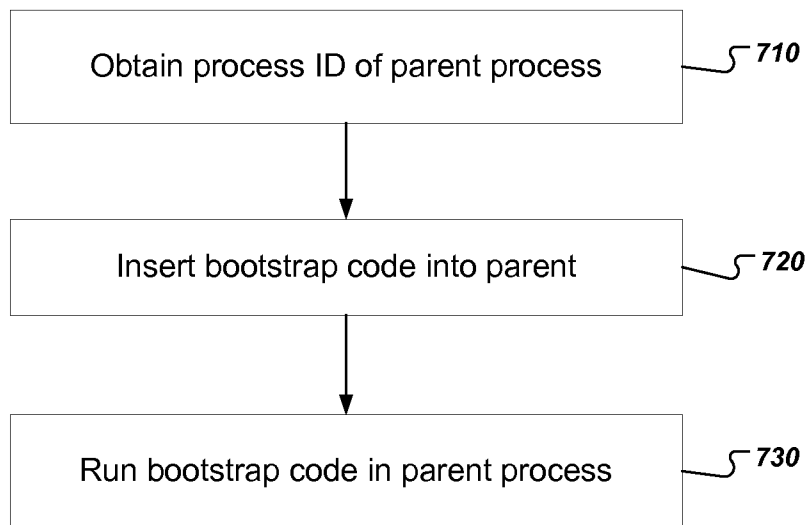 Obtain process ID of parent process
710
Insert bootstrap code into parent
720
Run bootstrap code in parent process
730